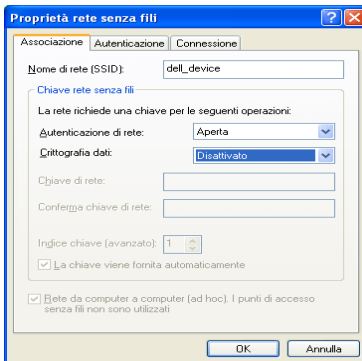 Proprietà rete senza fili
Associazione Autenticazione Connessione
Nome di rete (SSID): dell_device
Chiave rete senza fili
La rete richiede una chiave per le seguenti operazioni:
Autenticazione di rete: Aperta
Crittografia dati: Disattivato
Chiave di rete:
Conferma chiave di rete:
Indice chiave (avanzato): 1
La chiave viene fornita automaticamente
Rete da computer a computer (ad hoc). I punti di accesso
senza fili non sono utilizzati
OK Annulla